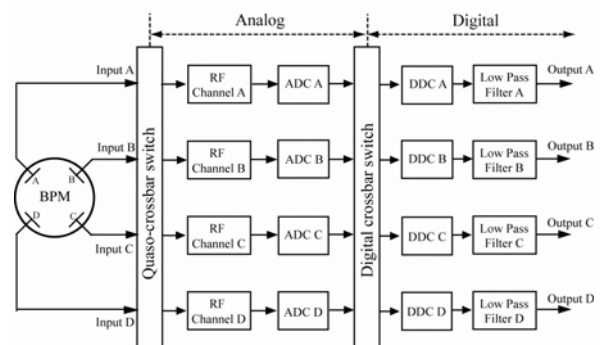 Analog
Digital
Input A
Input B
Input C
Input D
A
B
BPM
D
C
Quaso-crossbar switch
RF
Channel A
ADC A
RF
Channel B
ADC B
RF
Channel C
ADC C
RF
Channel D
ADC D
Digital crossbar switch
DDC A
Low Pass
Filter A
Output A
DDC B
Low Pass
Filter B
Output B
DDC C
Low Pass
Filter C
Output C
DDC D
Low Pass
Filter D
Output D